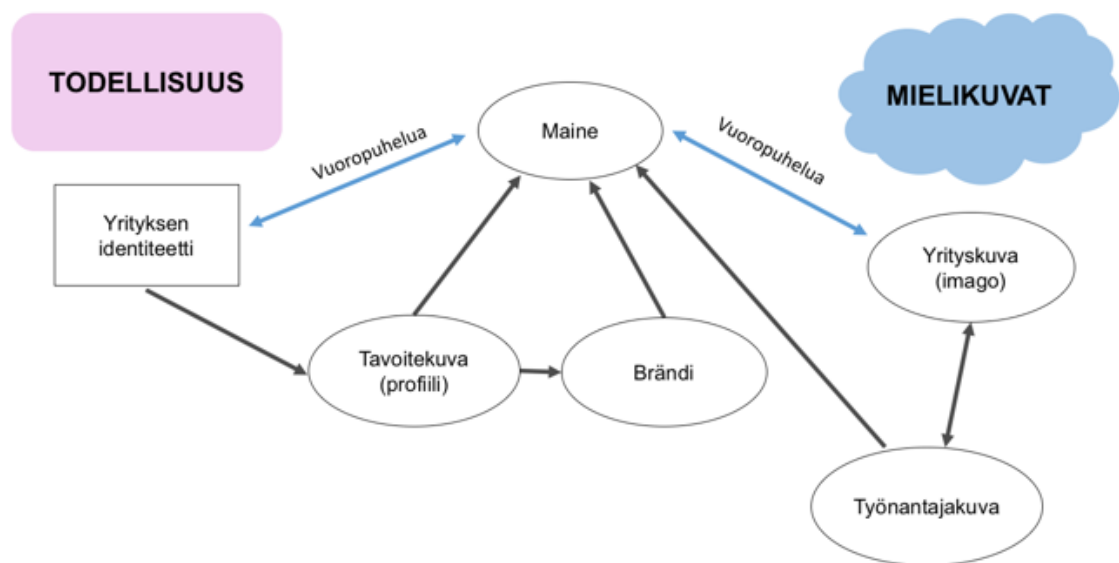 TODELLISUUS
MIELIKUVAT
Maine
Vuoropuhelua
Vuoropuhelua
Yrityksen
identiteetti
Yrityskuva
(imago)
Tavoitekuva
(profiili)
Brändi
Työnantajakuva